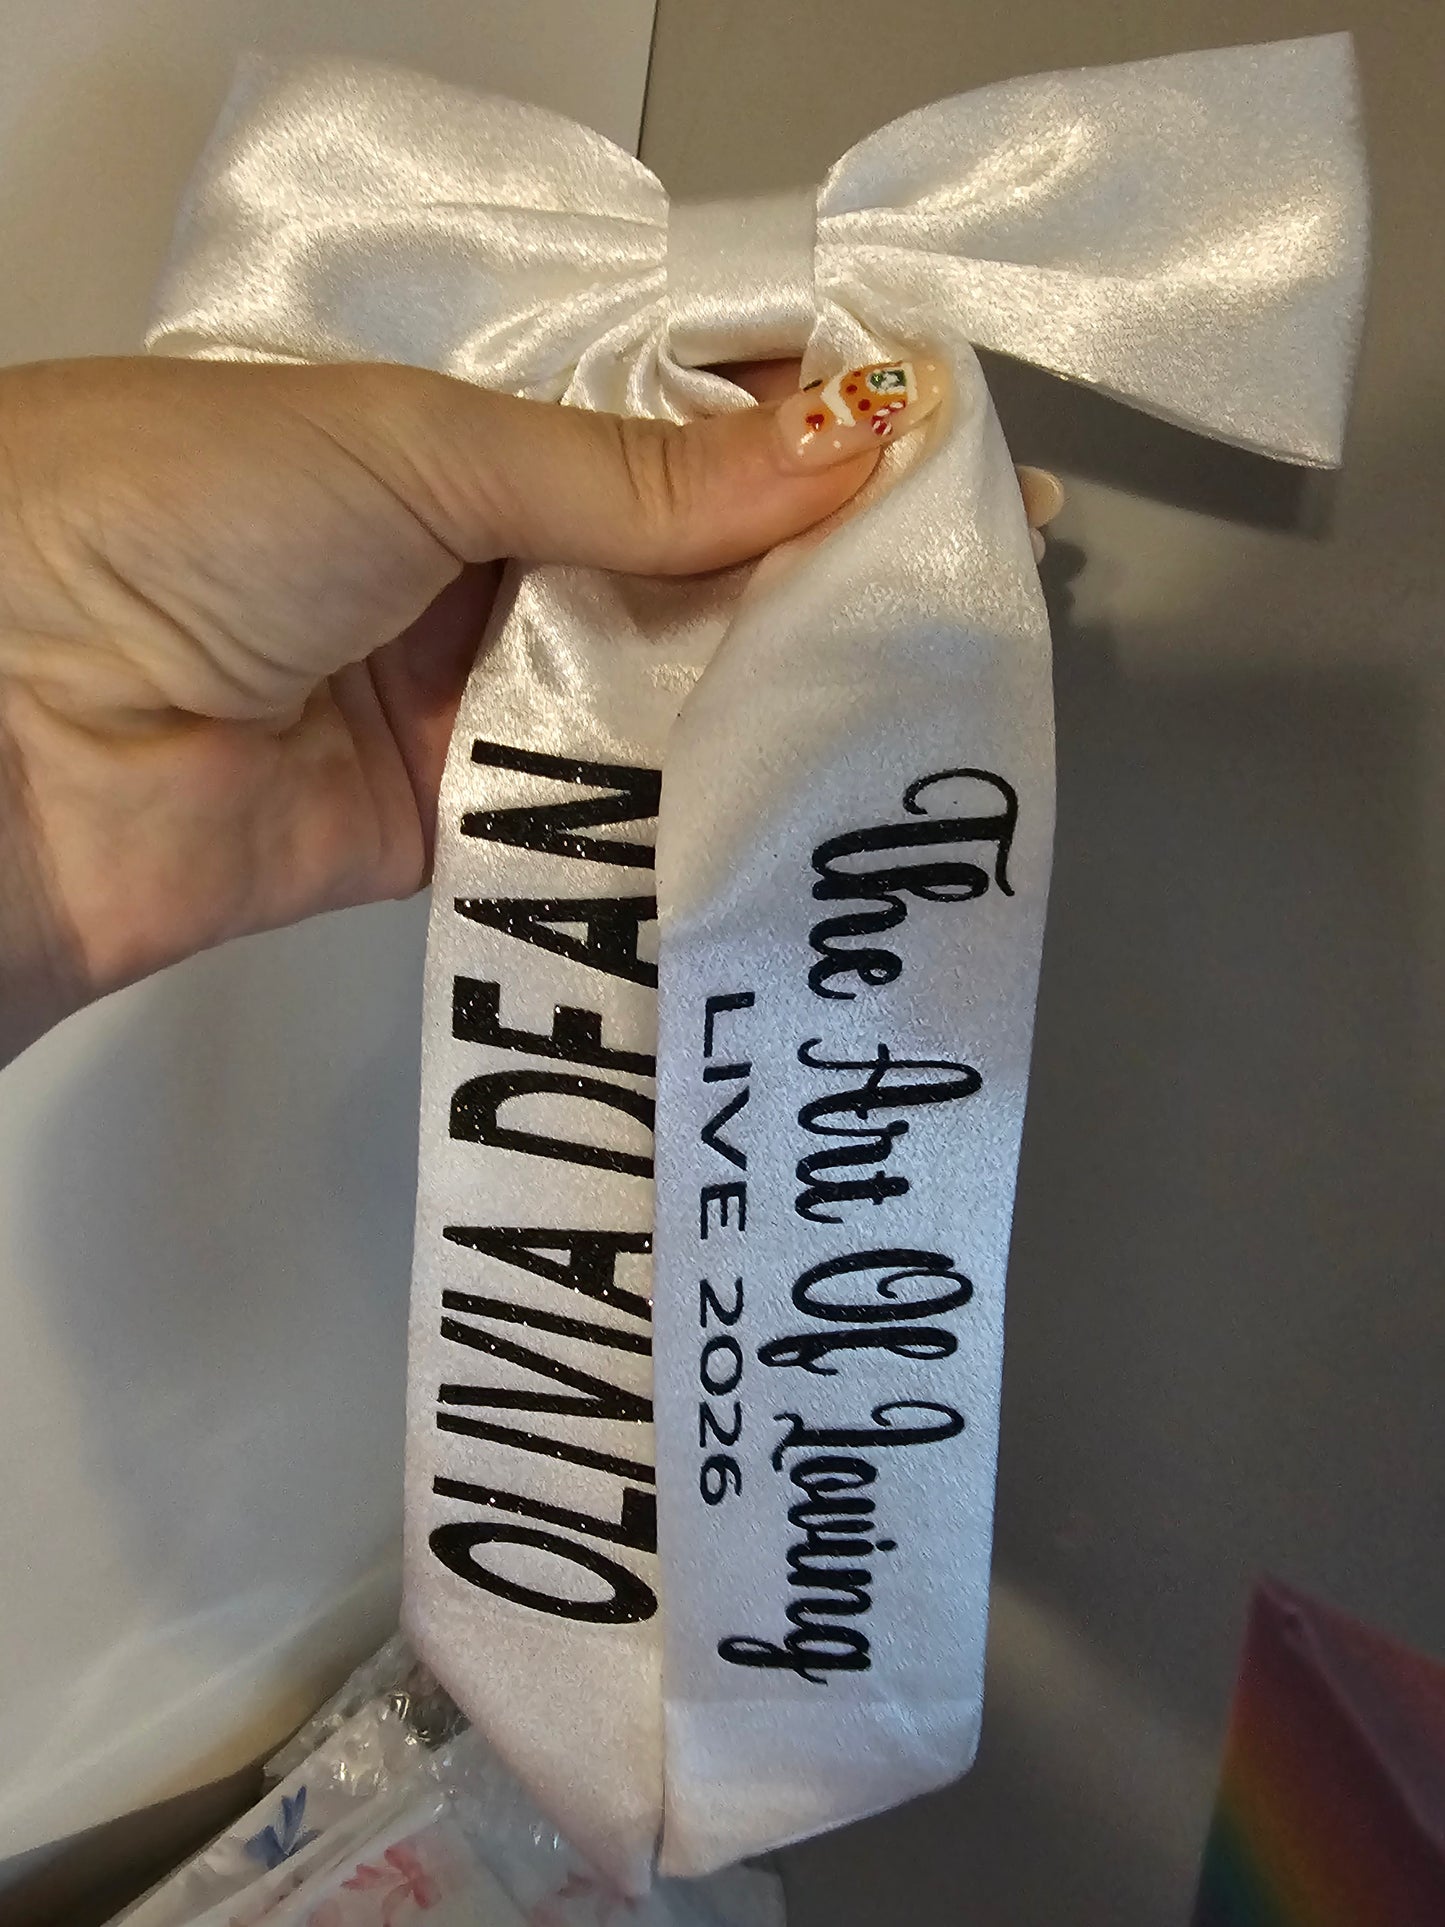 OLIVIA DEAN
The Art Of Loving
LIVE 2026